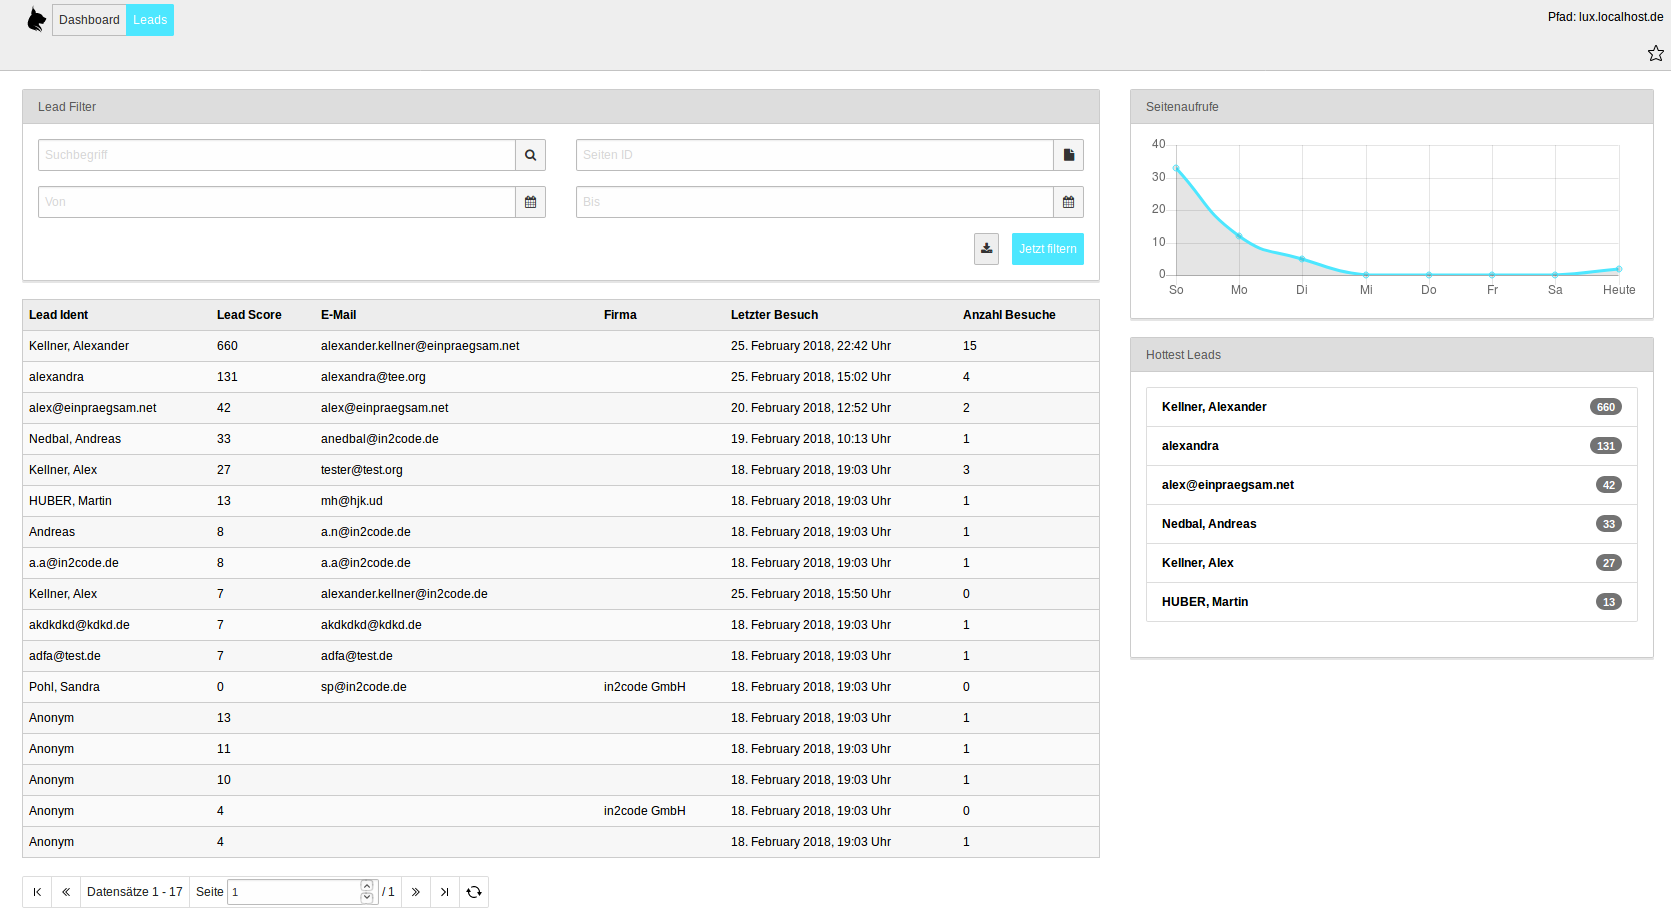 Dashboard Leads
Pfad: lux.localhost.de
Lead Filter
Suchbegriff Seiten ID
Von Bis
Jetzt filtern
Lead Ident Lead Score E-Mail Firma Letzter Besuch Anzahl Besuche
Kellner, Alexander 660 alexander.kellner@einpraegsam.net 25. February 2018, 22:42 Uhr 15
alexandra 131 alexandra@tee.org 25. February 2018, 15:02 Uhr 4
alex@einpraegsam.net 42 alex@einpraegsam.net 20. February 2018, 12:52 Uhr 2
Nedbal, Andreas 33 anedbal@in2code.de 19. February 2018, 10:13 Uhr 1
Kellner, Alex 27 tester@test.org 18. February 2018, 19:03 Uhr 3
HUBER, Martin 13 mh@hjk.ud 18. February 2018, 19:03 Uhr 1
Andreas 8 a.n@in2code.de 18. February 2018, 19:03 Uhr 1
a.a@in2code.de 8 a.a@in2code.de 18. February 2018, 19:03 Uhr 1
Kellner, Alex 7 alexander.kellner@in2code.de 25. February 2018, 15:50 Uhr 0
akdkdkd@kdkd.de 7 akdkdkd@kdkd.de 18. February 2018, 19:03 Uhr 1
adfa@test.de 7 adfa@test.de 18. February 2018, 19:03 Uhr 1
Pohl, Sandra 0 sp@in2code.de in2code GmbH 18. February 2018, 19:03 Uhr 0
Anonym 13 18. February 2018, 19:03 Uhr 1
Anonym 11 18. February 2018, 19:03 Uhr 1
Anonym 10 18. February 2018, 19:03 Uhr 1
Anonym 4 in2code GmbH 18. February 2018, 19:03 Uhr 0
Anonym 4 18. February 2018, 19:03 Uhr 1
Datensätze 1 - 17 Seite 1 / 1
Seitenaufrufe
40
30
20
10
0
So Mo Di Mi Do Fr Sa Heute
Hottest Leads
Kellner, Alexander 660
alexandra 131
alex@einpraegsam.net 42
Nedbal, Andreas 33
Kellner, Alex 27
HUBER, Martin 13